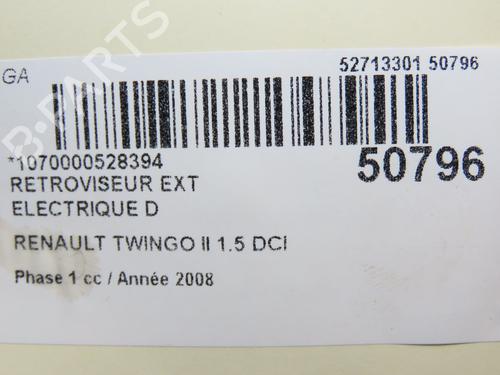 GA
52713301 50796
*1070000528394
50796
RETROVISEUR EXT
ELECTRIQUE D
RENAULT TWINGO II 1.5 DCI
Phase 1 cc / Année 2008
B-PARTS